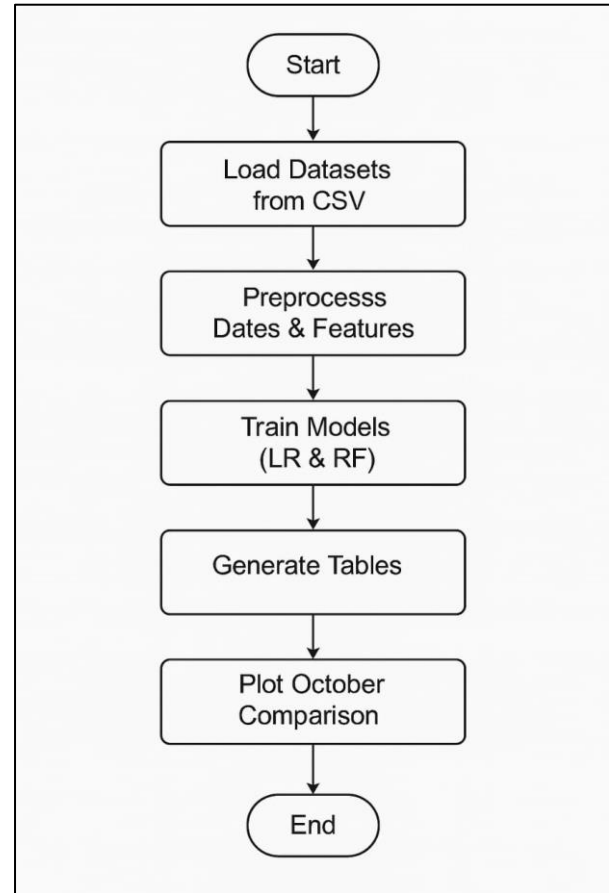 Start
Load Datasets
from CSV
Preprocesss
Dates & Features
Train Models
(LR & RF)
Generate Tables
Plot October
Comparison
End